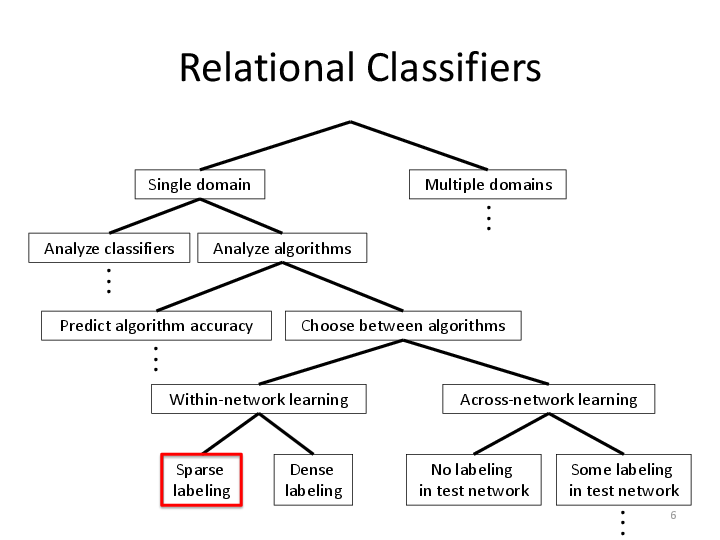 Relational Classifiers
Single domain
Multiple domains
Analyze classifiers
Analyze algorithms
Predict algorithm accuracy
Choose between algorithms
Within-network learning
Across-network learning
Sparse
labeling
Dense
labeling
No labeling
in test network
Some labeling
in test network
6